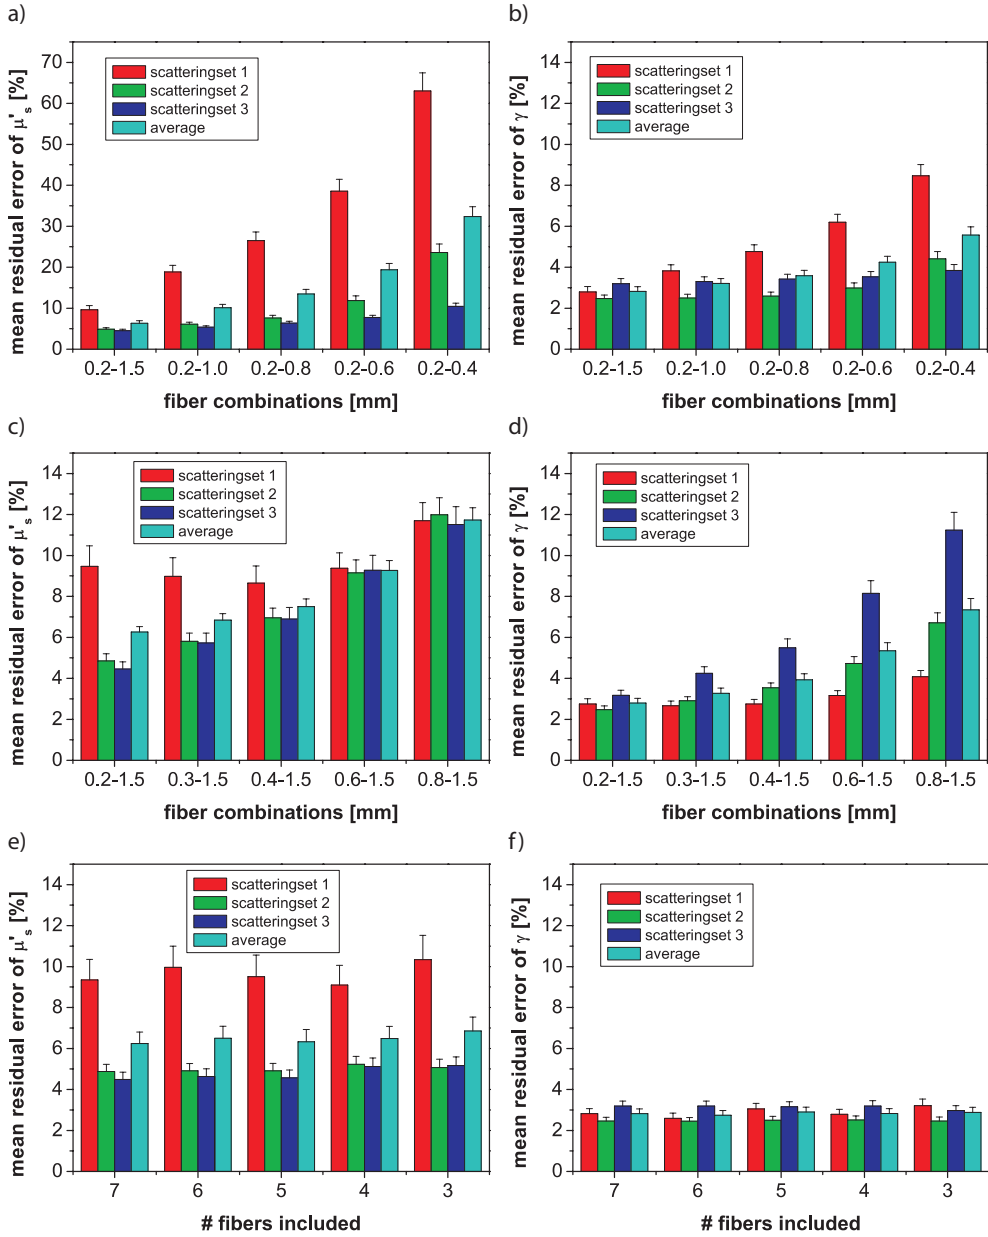 a)
mean residual error of μ's [%]
70
60
50
40
30
20
10
0
scatteringset 1
scatteringset 2
scatteringset 3
average
0.2-1.5 0.2-1.0 0.2-0.8 0.2-0.6 0.2-0.4
fiber combinations [mm]
b)
mean residual error of γ [%]
14
12
10
8
6
4
2
0
scatteringset 1
scatteringset 2
scatteringset 3
average
0.2-1.5 0.2-1.0 0.2-0.8 0.2-0.6 0.2-0.4
fiber combinations [mm]
c)
mean residual error of μ's [%]
14
12
10
8
6
4
2
0
scatteringset 1
scatteringset 2
scatteringset 3
average
0.2-1.5 0.3-1.5 0.4-1.5 0.6-1.5 0.8-1.5
fiber combinations [mm]
d)
mean residual error of γ [%]
14
12
10
8
6
4
2
0
scatteringset 1
scatteringset 2
scatteringset 3
average
0.2-1.5 0.3-1.5 0.4-1.5 0.6-1.5 0.8-1.5
fiber combinations [mm]
e)
mean residual error of μ's [%]
14
12
10
8
6
4
2
0
scatteringset 1
scatteringset 2
scatteringset 3
average
7 6 5 4 3
# fibers included
f)
mean residual error of γ [%]
14
12
10
8
6
4
2
0
scatteringset 1
scatteringset 2
scatteringset 3
average
7 6 5 4 3
# fibers included